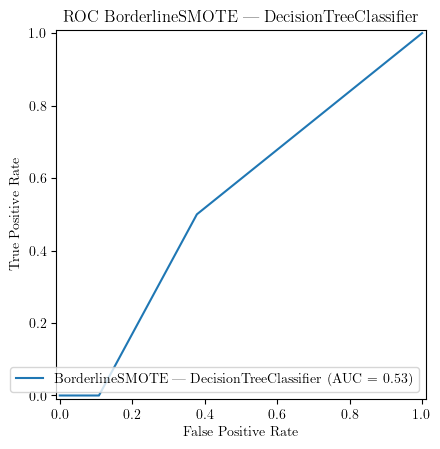 ROC BorderlineSMOTE — DecisionTreeClassifier
1.0
0.8
0.6
0.4
0.2
0.0
True Positive Rate
BorderlineSMOTE — DecisionTreeClassifier (AUC = 0.53)
0.0 0.2 0.4 0.6 0.8 1.0
False Positive Rate